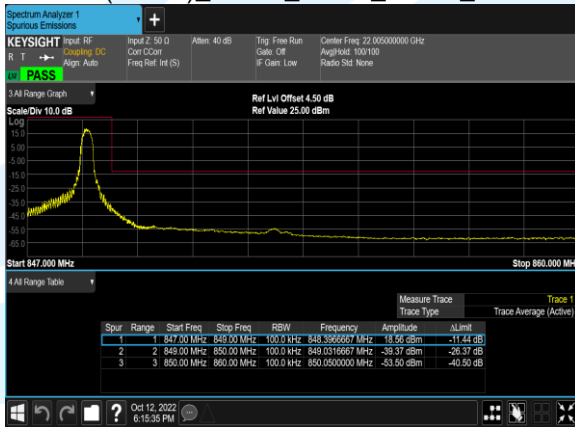 Spectrum Analyzer 1
Spurious Emissions
+
KEYSIGHT Input: RF Input Z: 50 Ω Atten: 40 dB Trig: Free Run Center Freq: 22.005000000 GHz
R T Coupling: DC Corr CCorr Gate: Off Avg|Hold: 100/100
Align: Auto Freq Ref: Int (S) IF Gain: Low Radio Std: None
PASS
3 All Range Graph
Ref Lvl Offset 4.50 dB
Scale/Div 10.0 dB Ref Value 25.00 dBm
Log
15.0
5.00
-5.00
-15.0
-25.0
-35.0
-45.0
-55.0
-65.0
Start 847.000 MHz Stop 860.000 MH
4 All Range Table
Measure Trace Trace 1
Trace Type Trace Average (Active)
Spur Range Start Freq Stop Freq RBW Frequency Amplitude ΔLimit
1 1 847.00 MHz 849.00 MHz 100.0 kHz 848.3966667 MHz 18.56 dBm -11.44 dB
2 2 849.00 MHz 850.00 MHz 100.0 kHz 849.0316667 MHz -39.37 dBm -26.37 dB
3 3 850.00 MHz 860.00 MHz 100.0 kHz 850.0500000 MHz -53.50 dBm -40.50 dB
? Oct 12, 2022
6:15:35 PM